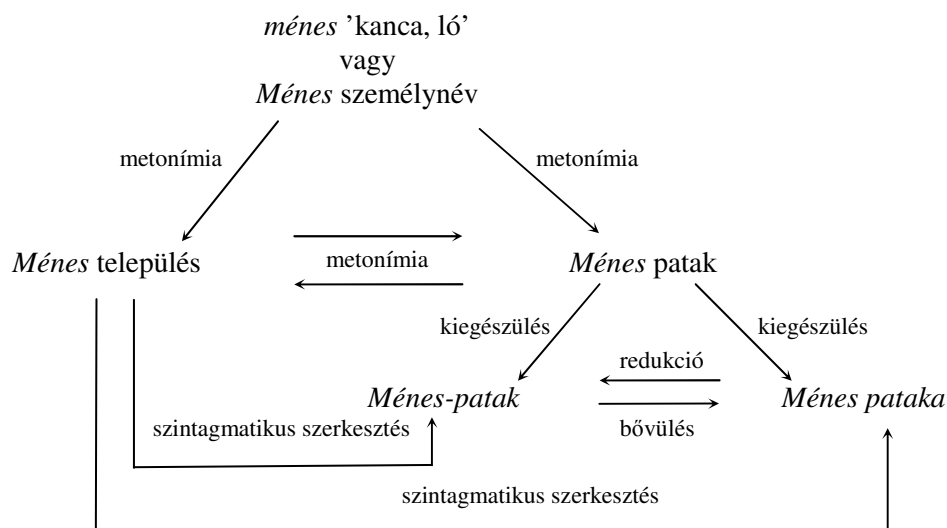 ménes ’kanca, ló’
vagy
Ménes személynév
metonímia
metonímia
Ménes település
metonímia
Ménes patak
kiegészülés
kiegészülés
redukció
Ménes-patak
Ménes pataka
bővülés
szintagmatikus szerkesztés
szintagmatikus szerkesztés